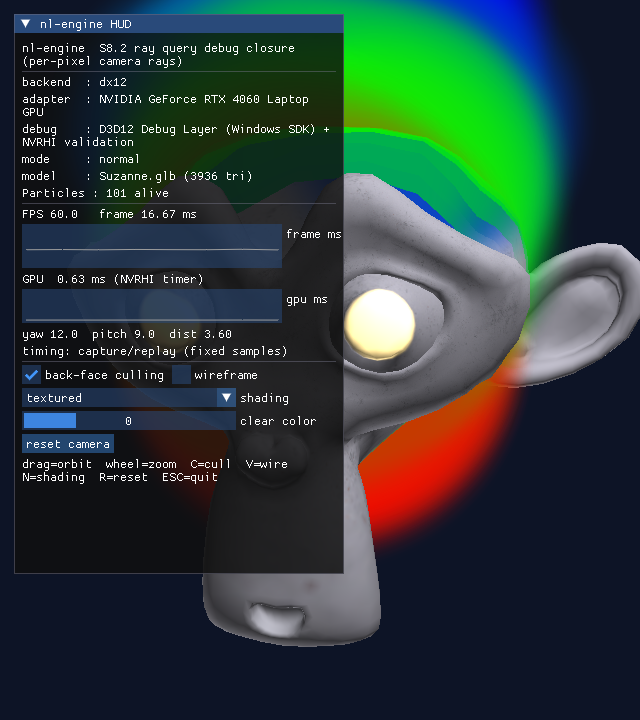 nl-engine HUD
nl-engine  S8.2 ray query debug closure
(per-pixel camera rays)
backend  : dx12
adapter  : NVIDIA GeForce RTX 4060 Laptop
GPU
debug    : D3D12 Debug Layer (Windows SDK) +
NVRHI validation
mode     : normal
model    : Suzanne.glb (3936 tri)
Particles : 101 alive
FPS 60.0   frame 16.67 ms
frame ms
GPU  0.63 ms (NVRHI timer)
gpu ms
yaw 12.0  pitch 9.0  dist 3.60
timing: capture/replay (fixed samples)
back-face culling  wireframe
textured  shading
0  clear color
reset camera
drag=orbit  wheel=zoom  C=cull  V=wire
N=shading  R=reset  ESC=quit